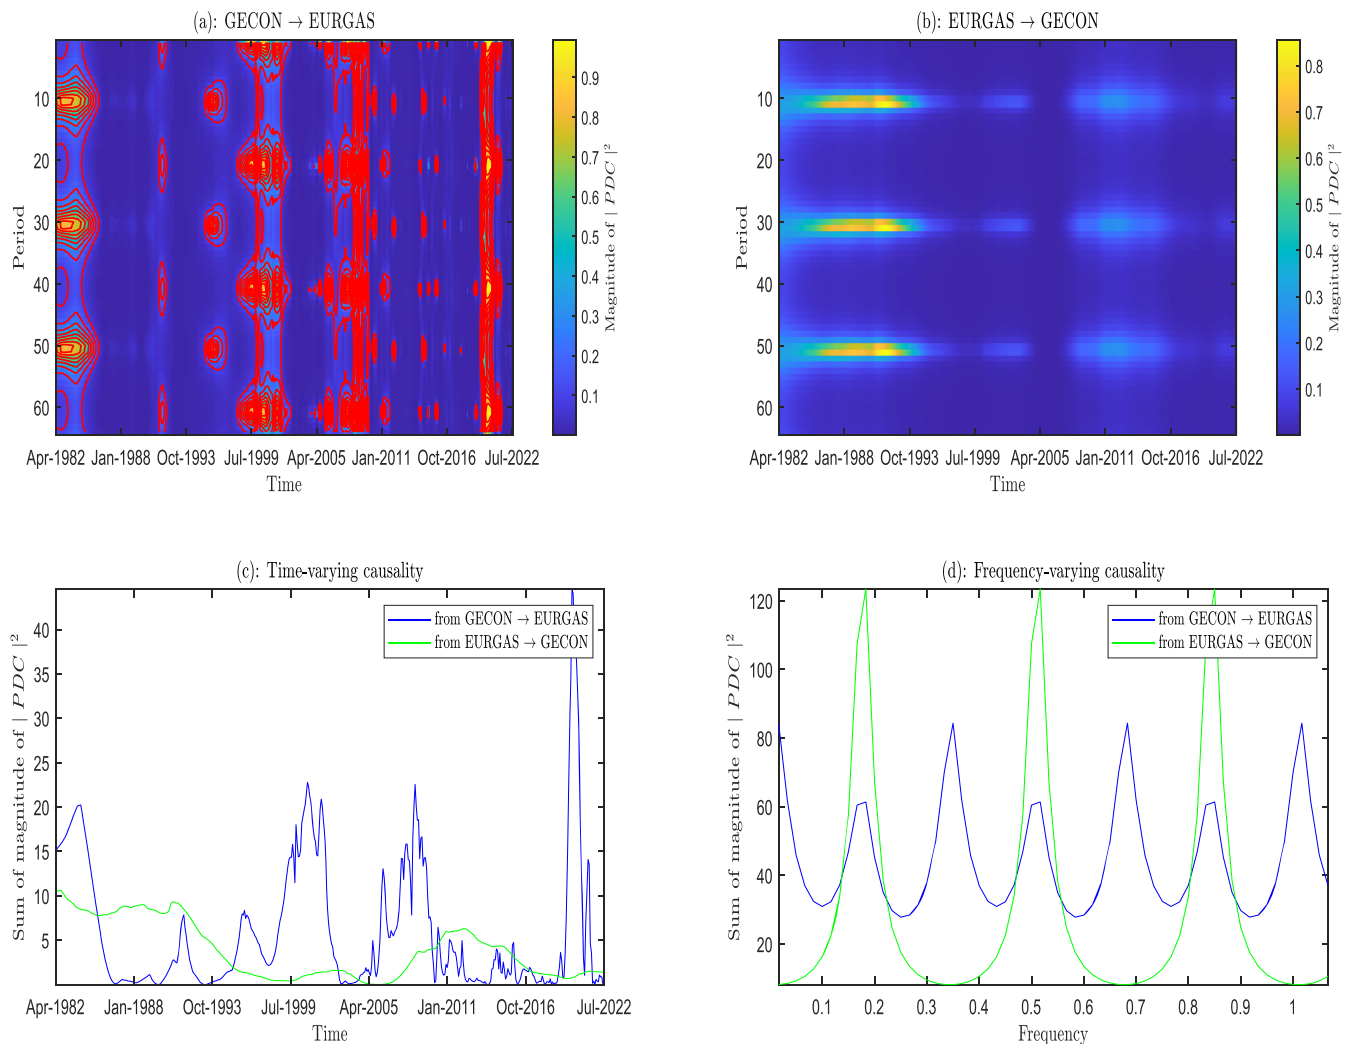 (a): GECON → EURGAS
Period
10
20
30
40
50
60
Apr-1982 Jan-1988 Oct-1993 Jul-1999 Apr-2005 Jan-2011 Oct-2016 Jul-2022
Time
0.9
0.8
0.7
0.6
0.5
0.4
0.3
0.2
0.1
Magnitude of | PDC |²
(b): EURGAS → GECON
Period
10
20
30
40
50
60
Apr-1982 Jan-1988 Oct-1993 Jul-1999 Apr-2005 Jan-2011 Oct-2016 Jul-2022
Time
0.8
0.7
0.6
0.5
0.4
0.3
0.2
0.1
Magnitude of | PDC |²
(c): Time-varying causality
Sum of magnitude of | PDC |²
40
35
30
25
20
15
10
5
from GECON → EURGAS
from EURGAS → GECON
Apr-1982 Jan-1988 Oct-1993 Jul-1999 Apr-2005 Jan-2011 Oct-2016 Jul-2022
Time
(d): Frequency-varying causality
Sum of magnitude of | PDC |²
120
100
80
60
40
20
from GECON → EURGAS
from EURGAS → GECON
0.1 0.2 0.3 0.4 0.5 0.6 0.7 0.8 0.9 1
Frequency